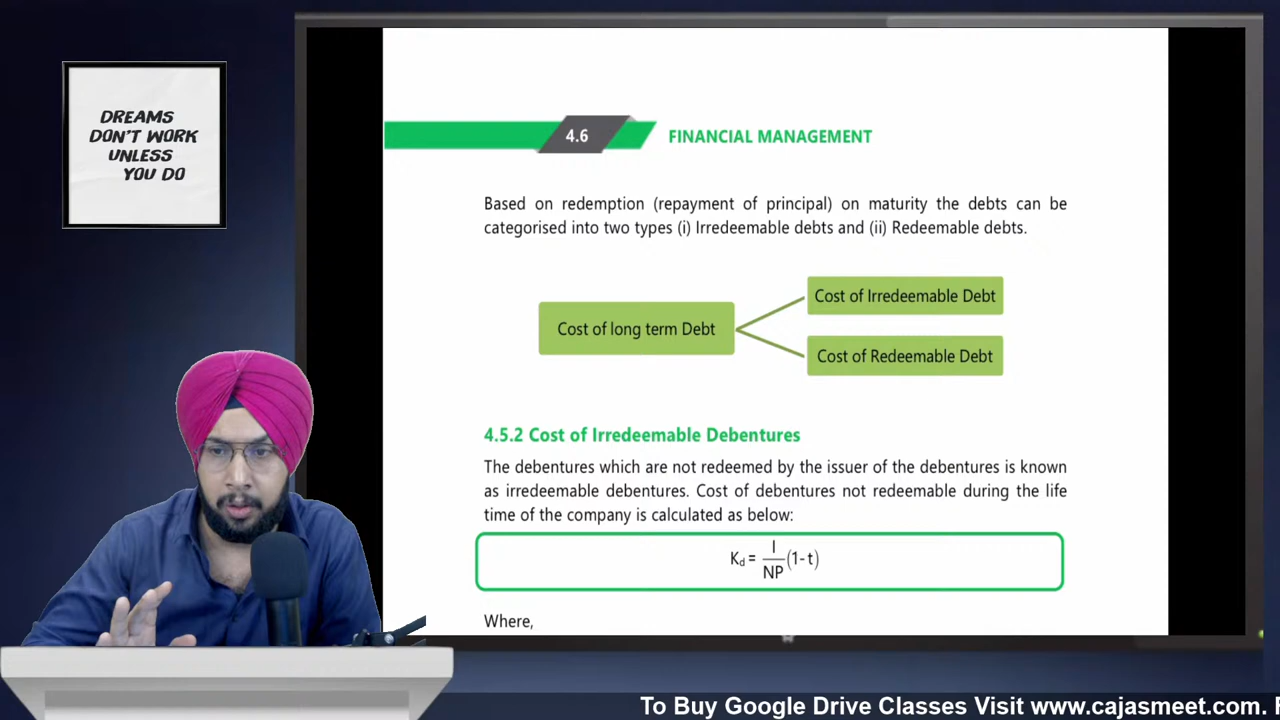 DREAMS
DON'T WORK
UNLESS
YOU DO
4.6
FINANCIAL MANAGEMENT
Based on redemption (repayment of principal) on maturity the debts can be
categorised into two types (i) Irredeemable debts and (ii) Redeemable debts.
Cost of long term Debt
Cost of Irredeemable Debt
Cost of Redeemable Debt
4.5.2 Cost of Irredeemable Debentures
The debentures which are not redeemed by the issuer of the debentures is known
as irredeemable debentures. Cost of debentures not redeemable during the life
time of the company is calculated as below:
K_d = I/NP (1-t)
Where,
To Buy Google Drive Classes Visit www.cajasmeet.com.